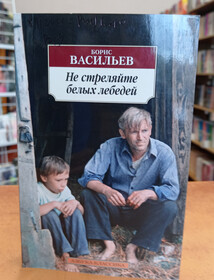 БОРИС
ВАСИЛЬЕВ
Не стреляйте
белых лебедей